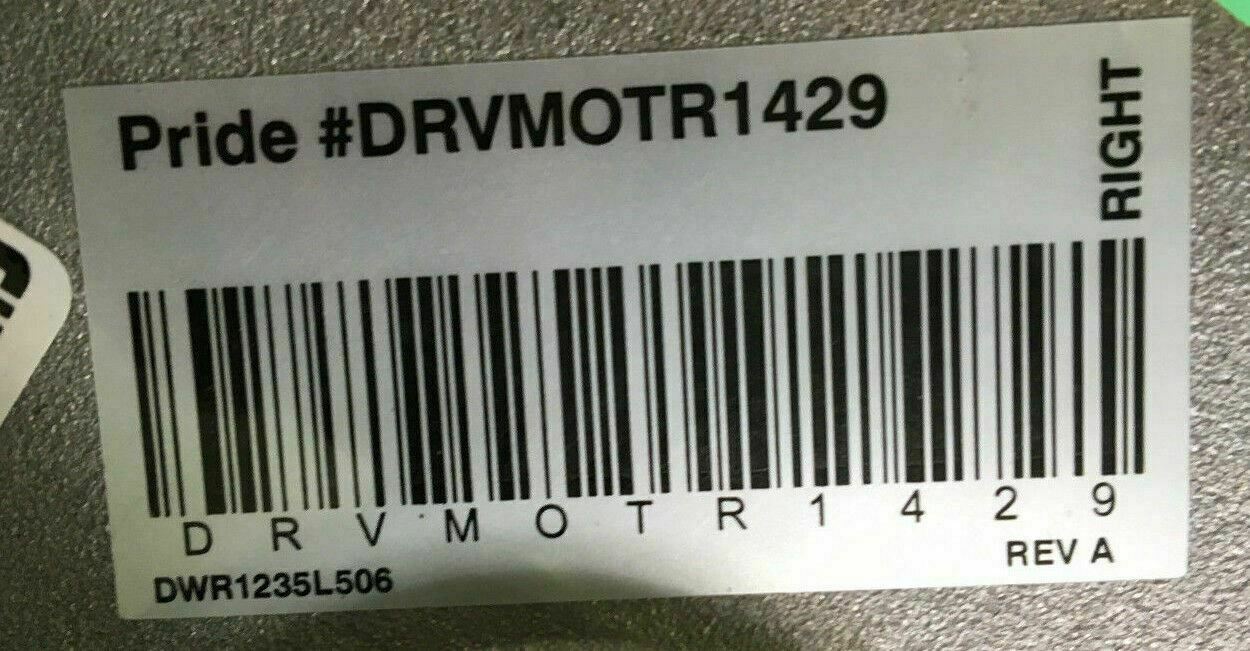 Pride #DRVMOTR1429
RIGHT
D R V M O T R 1 4 2 9
DWR1235L506
REV A